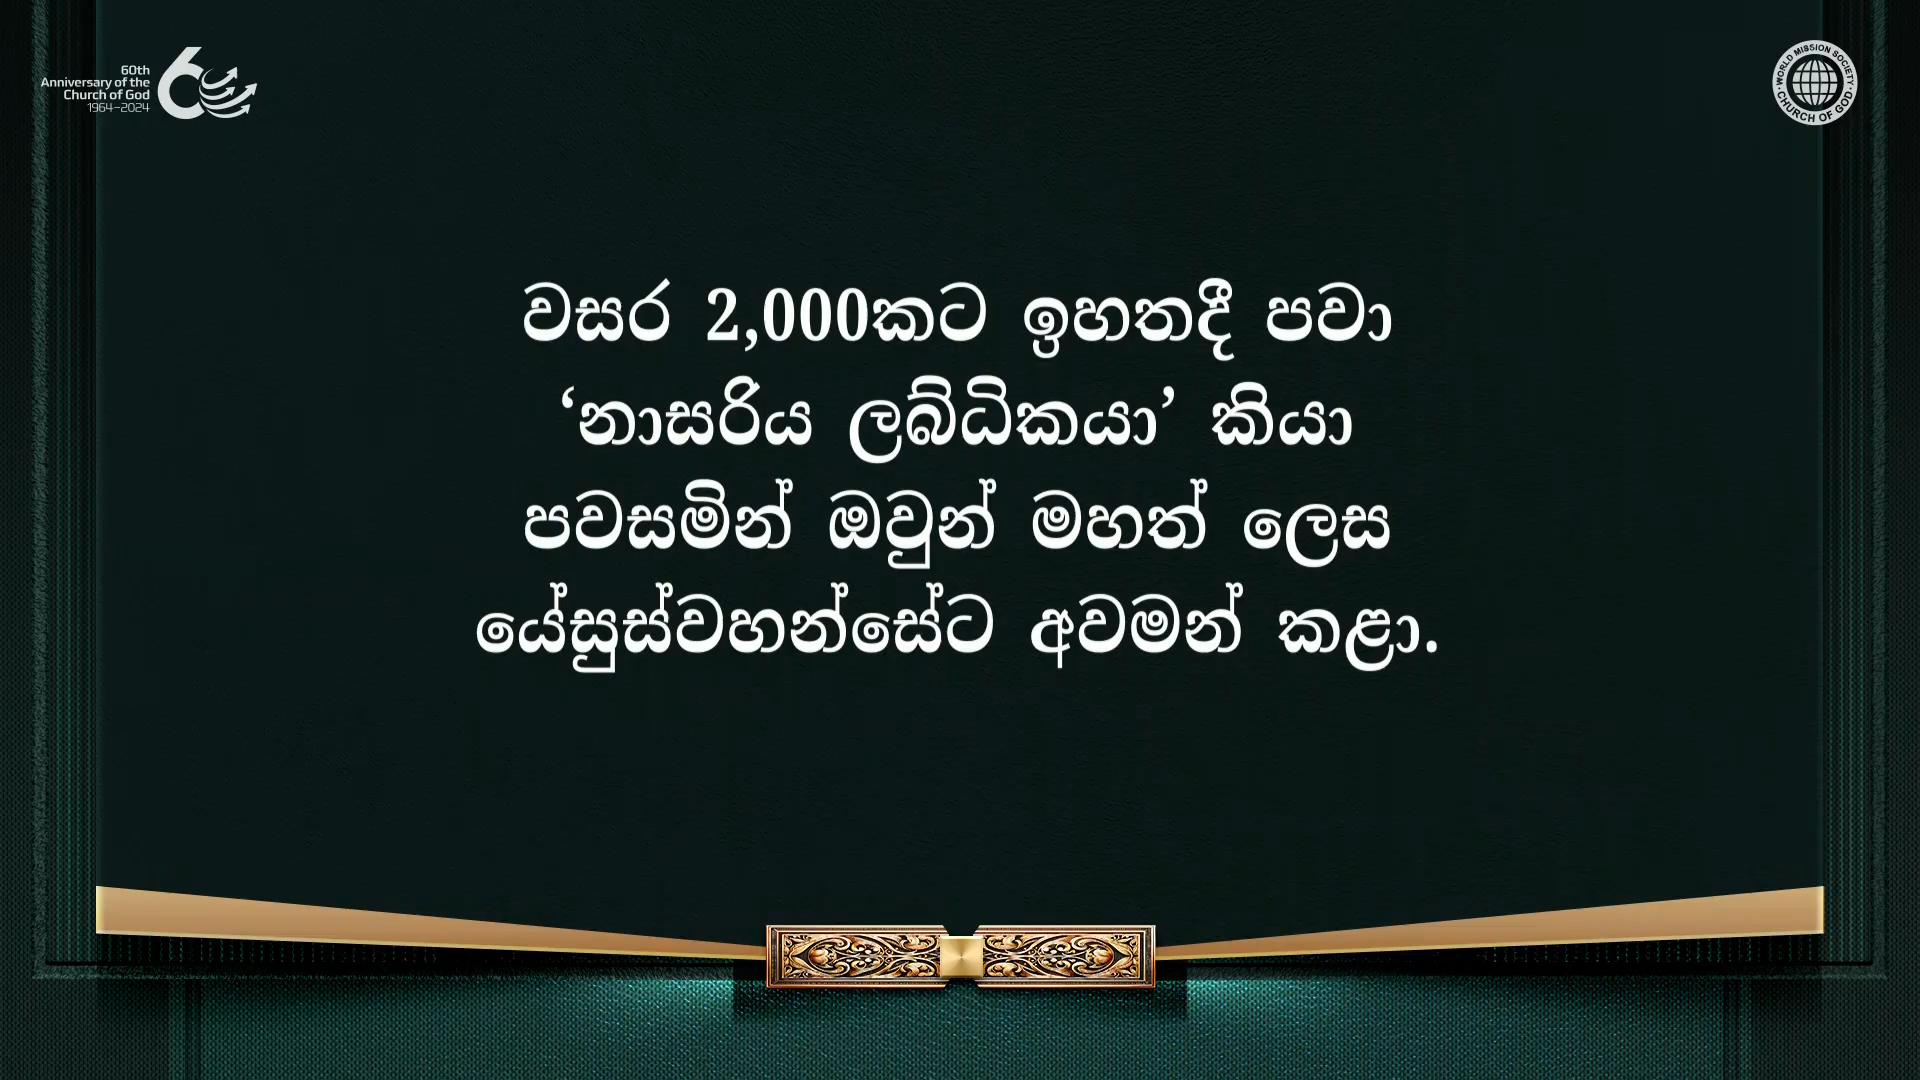 60th
Anniversary of the
Church of God
1964–2024
WORLD MISSION SOCIETY
CHURCH OF GOD
වසර 2,000කට ඉහතදී පවා
‘නාසරිය ලබ්ධිකයා’ කියා
පවසමින් ඔවුන් මහත් ලෙස
යේසුස්වහන්සේට අවමන් කළා.